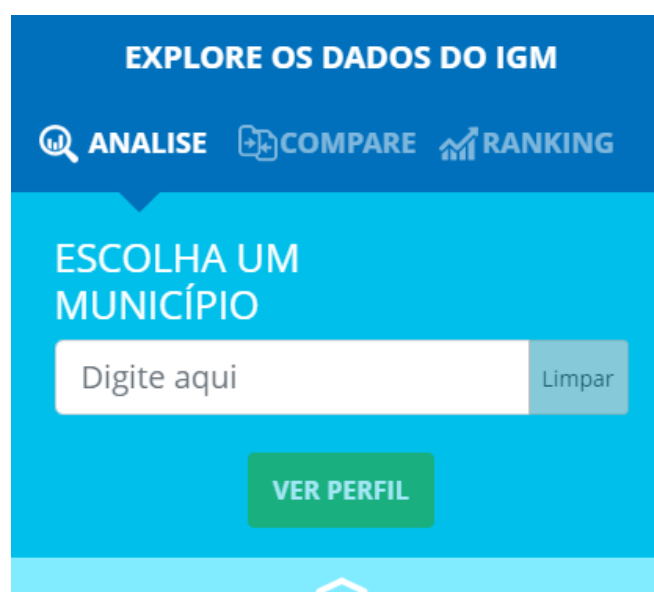 EXPLORE OS DADOS DO IGM
ANALISE COMPARE RANKING
ESCOLHA UM
MUNICÍPIO
Digite aqui Limpar
VER PERFIL